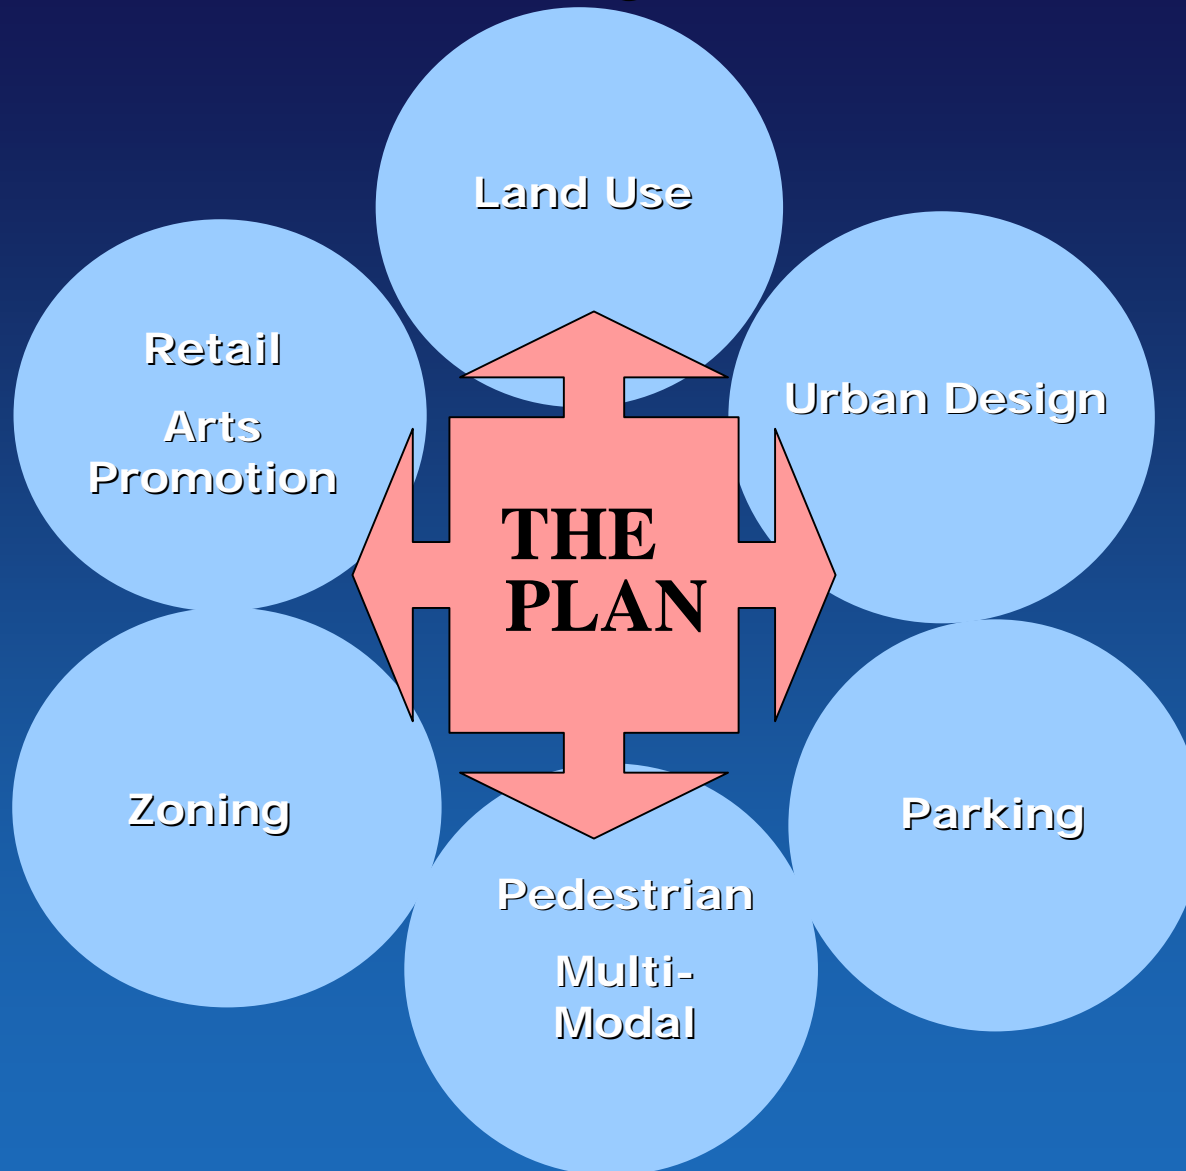 Land Use
Retail
Arts
Promotion
Urban Design
THE
PLAN
Zoning
Parking
Pedestrian
Multi-
Modal